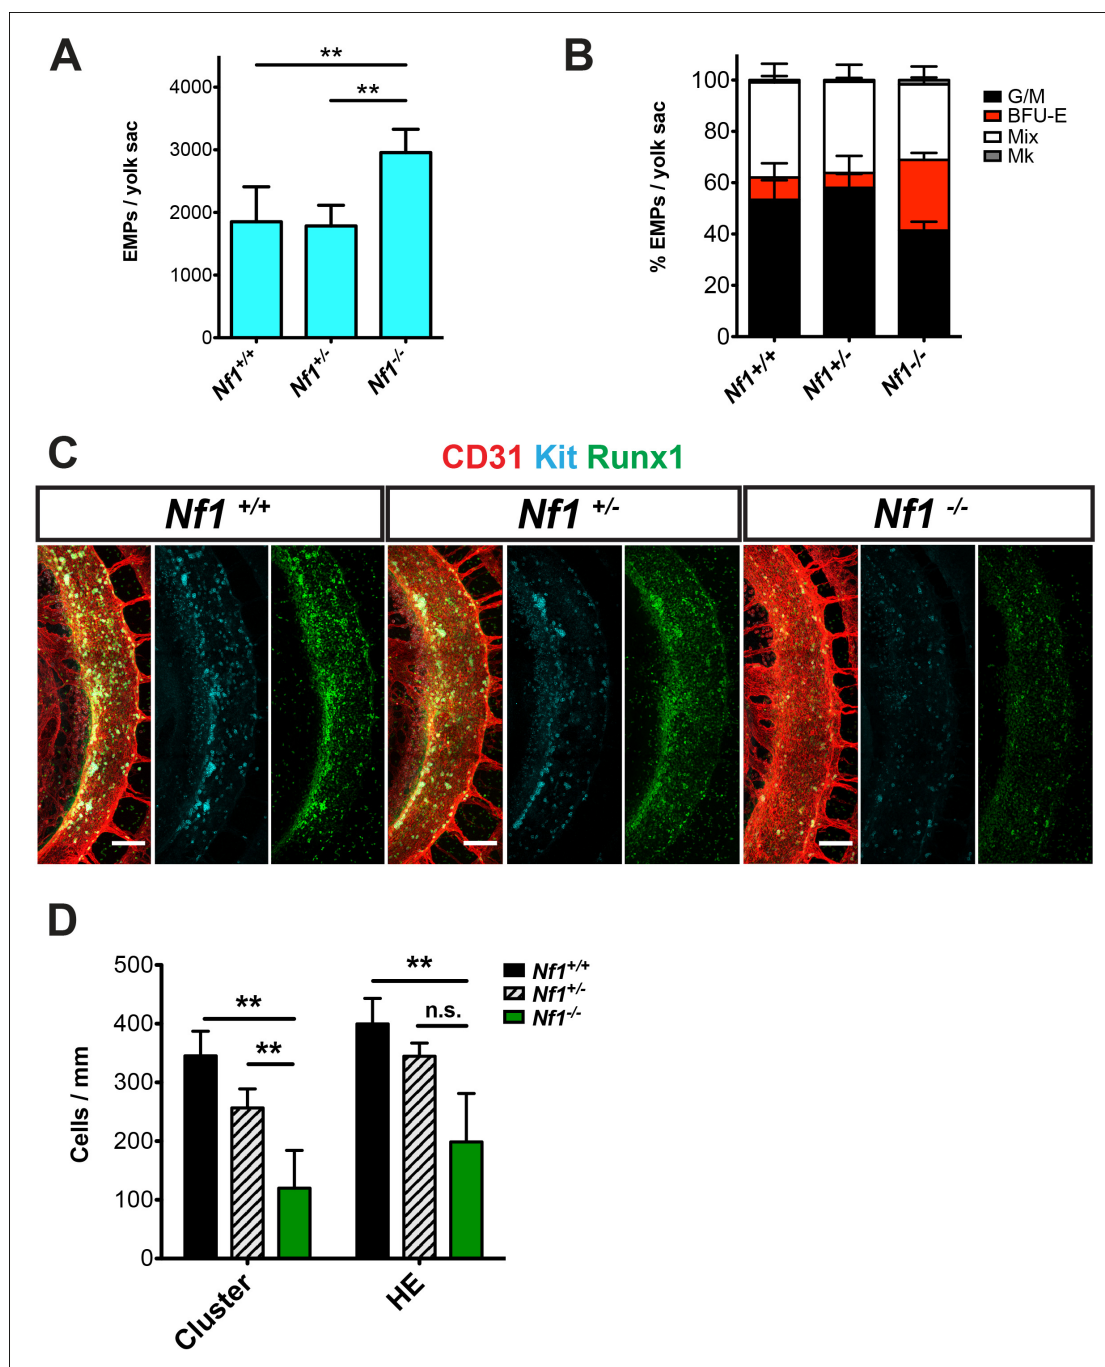 A
**
**
4000
3000
2000
1000
0
EMPs / yolk sac
Nf1+/+
Nf1+/-
Nf1-/-
B
100
80
60
40
20
0
% EMPs / yolk sac
Nf1+/+
Nf1+/-
Nf1-/-
G/M
BFU-E
Mix
Mk
C
CD31 Kit Runx1
Nf1 +/+
Nf1 +/-
Nf1 -/-
D
500
400
300
200
100
0
Cells / mm
**
**
**
n.s.
Cluster
HE
Nf1+/+
Nf1+/-
Nf1-/-